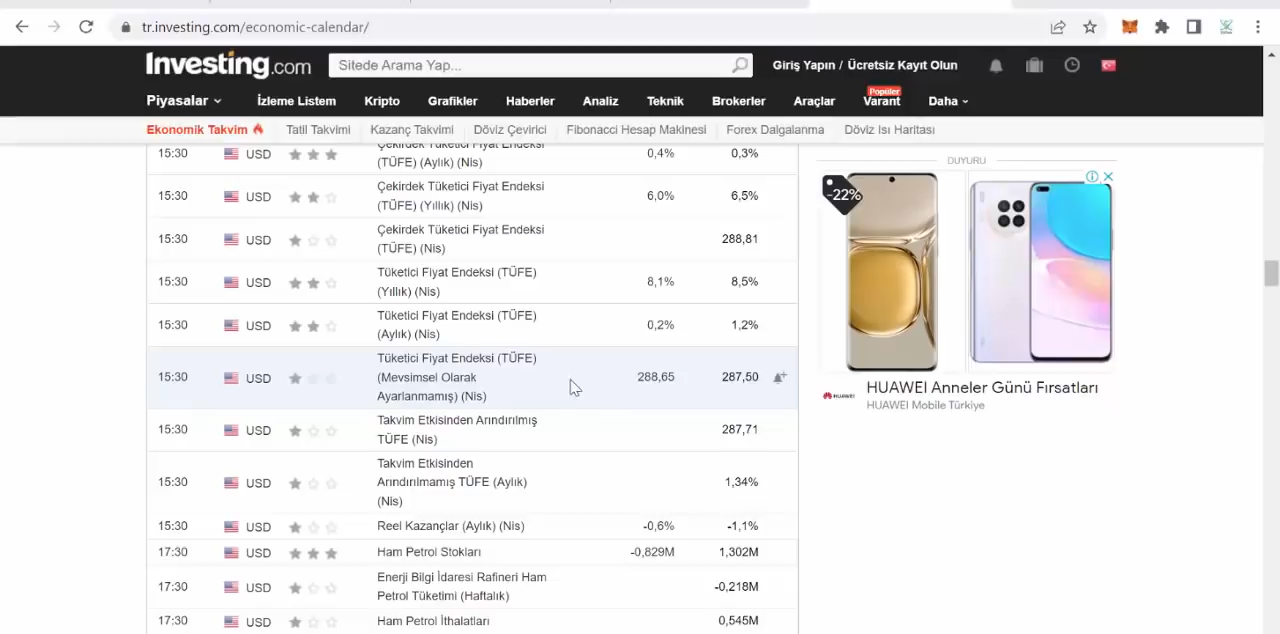 tr.investing.com/economic-calendar/
Investing.com
Sitede Arama Yap...
Giriş Yapın / Ücretsiz Kayıt Olun
Popüler
Piyasalar İzleme Listem Kripto Grafikler Haberler Analiz Teknik Brokerler Araçlar Varant Daha
Ekonomik Takvim Tatil Takvimi Kazanç Takvimi Döviz Çevirici Fibonacci Hesap Makinesi Forex Dalgalanma Döviz Isı Haritası
Çekirdek Tüketici Fiyat Endeksi
15:30 USD (TÜFE) (Aylık) (Nis) 0,4% 0,3%
Çekirdek Tüketici Fiyat Endeksi
15:30 USD (TÜFE) (Yıllık) (Nis) 6,0% 6,5%
Çekirdek Tüketici Fiyat Endeksi
15:30 USD (TÜFE) (Nis) 288,81
Tüketici Fiyat Endeksi (TÜFE)
15:30 USD (Yıllık) (Nis) 8,1% 8,5%
Tüketici Fiyat Endeksi (TÜFE)
15:30 USD (Aylık) (Nis) 0,2% 1,2%
Tüketici Fiyat Endeksi (TÜFE)
15:30 USD (Mevsimsel Olarak 288,65 287,50
Ayarlanmamış) (Nis)
Takvim Etkisinden Arındırılmış
15:30 USD TÜFE (Nis) 287,71
Takvim Etkisinden
15:30 USD Arındırılmamış TÜFE (Aylık) 1,34%
(Nis)
15:30 USD Reel Kazançlar (Aylık) (Nis) -0,6% -1,1%
17:30 USD Ham Petrol Stokları -0,829M 1,302M
Enerji Bilgi İdaresi Rafineri Ham
17:30 USD Petrol Tüketimi (Haftalık) -0,218M
17:30 USD Ham Petrol İthalatları 0,545M
DUYURU
-22%
HUAWEI
HUAWEI Anneler Günü Fırsatları
HUAWEI Mobile Türkiye